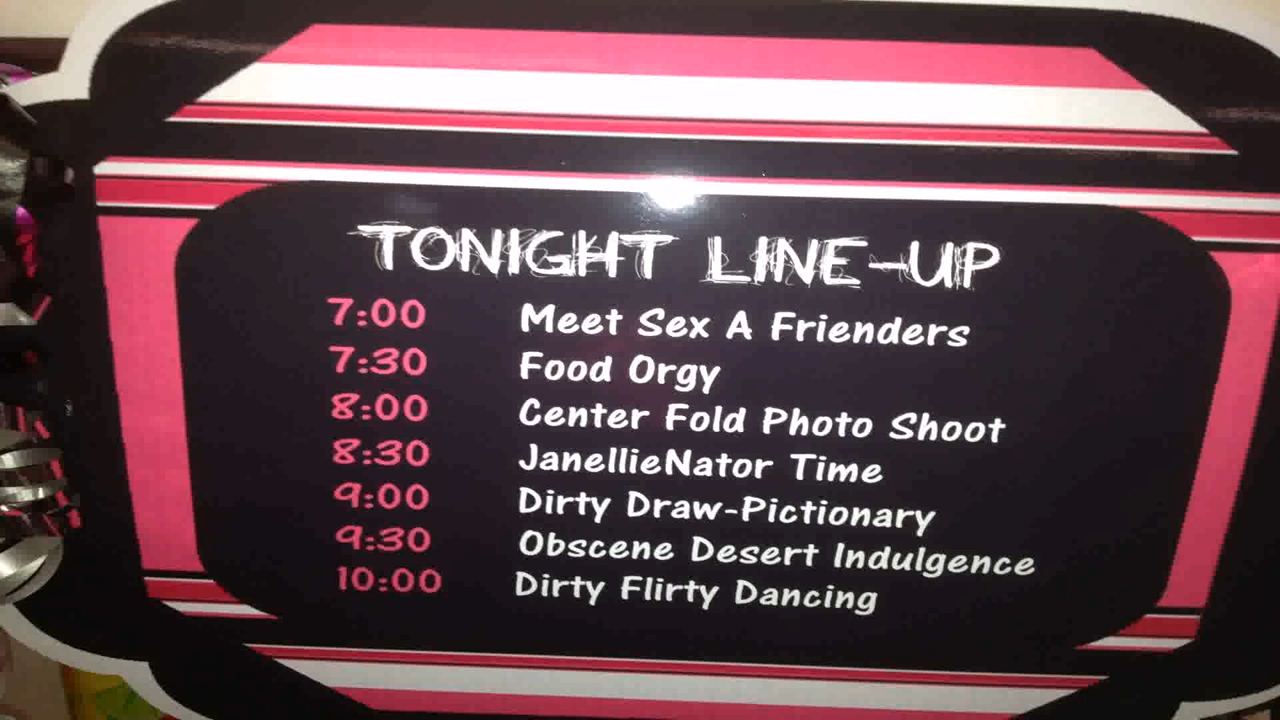 TONIGHT LINE-UP
7:00 Meet Sex A Frienders
7:30 Food Orgy
8:00 Center Fold Photo Shoot
8:30 JanellieNator Time
9:00 Dirty Draw-Pictionary
9:30 Obscene Desert Indulgence
10:00 Dirty Flirty Dancing